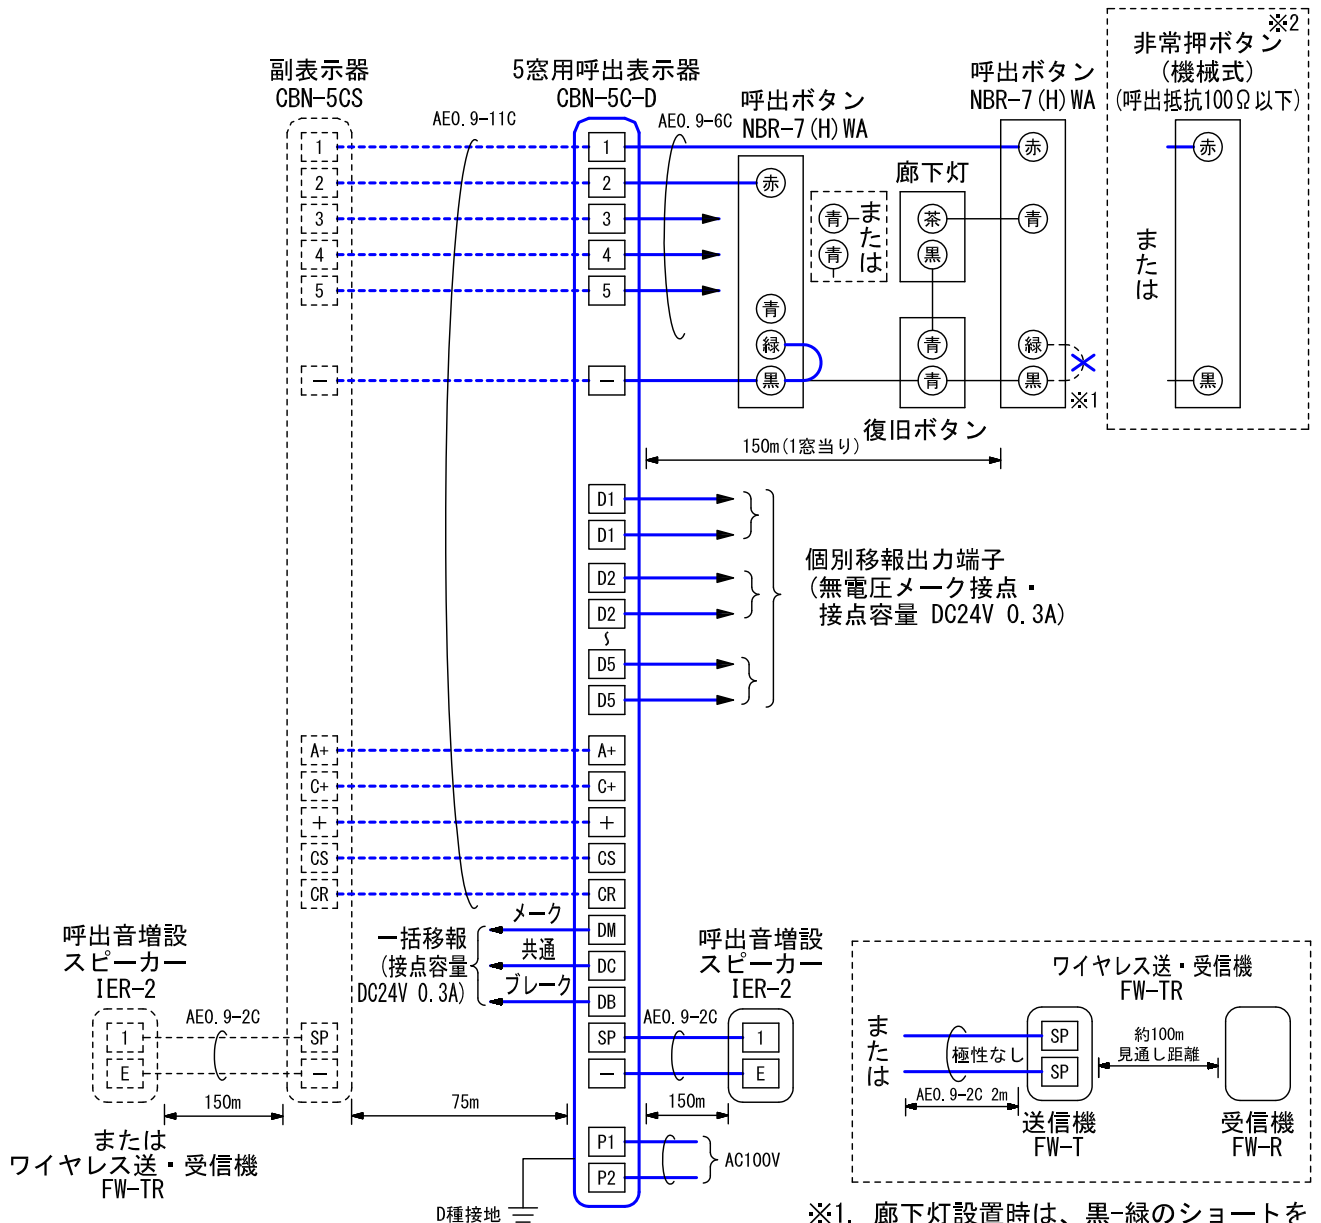 ※2
非常押ボタン
(機械式)
(呼出抵抗100Ω以下)
赤
または
黒
副表示器
CBN-5CS
5窓用呼出表示器
CBN-5C-D
呼出ボタン
NBR-7(H)WA
呼出ボタン
NBR-7(H)WA
AE0.9-11C
AE0.9-6C
廊下灯
1
1
赤
2
2
赤
3
3
青
または
茶
青
4
4
青
黒
5
5
青
緑
青
緑
−
−
黒
青
黒
※1
復旧ボタン
150m(1窓当り)
D1
D1
D2
D2
〜
D5
D5
個別移報出力端子
(無電圧メーク接点・
接点容量 DC24V 0.3A)
A+
A+
C+
C+
+
+
CS
CS
CR
CR
DM
メーク
DC
共通
DB
ブレーク
一括移報
(接点容量
DC24V 0.3A)
呼出音増設
スピーカー
IER-2
AE0.9-2C
1
SP
E
−
150m
または
ワイヤレス送・受信機
FW-TR
75m
呼出音増設
スピーカー
IER-2
AE0.9-2C
SP
1
−
E
150m
P1
P2
AC100V
D種接地
ワイヤレス送・受信機
FW-TR
または
極性なし
SP
SP
約100m
見通し距離
AE0.9-2C 2m
送信機
FW-T
受信機
FW-R
※1. 廊下灯設置時は、黒-緑のショートを